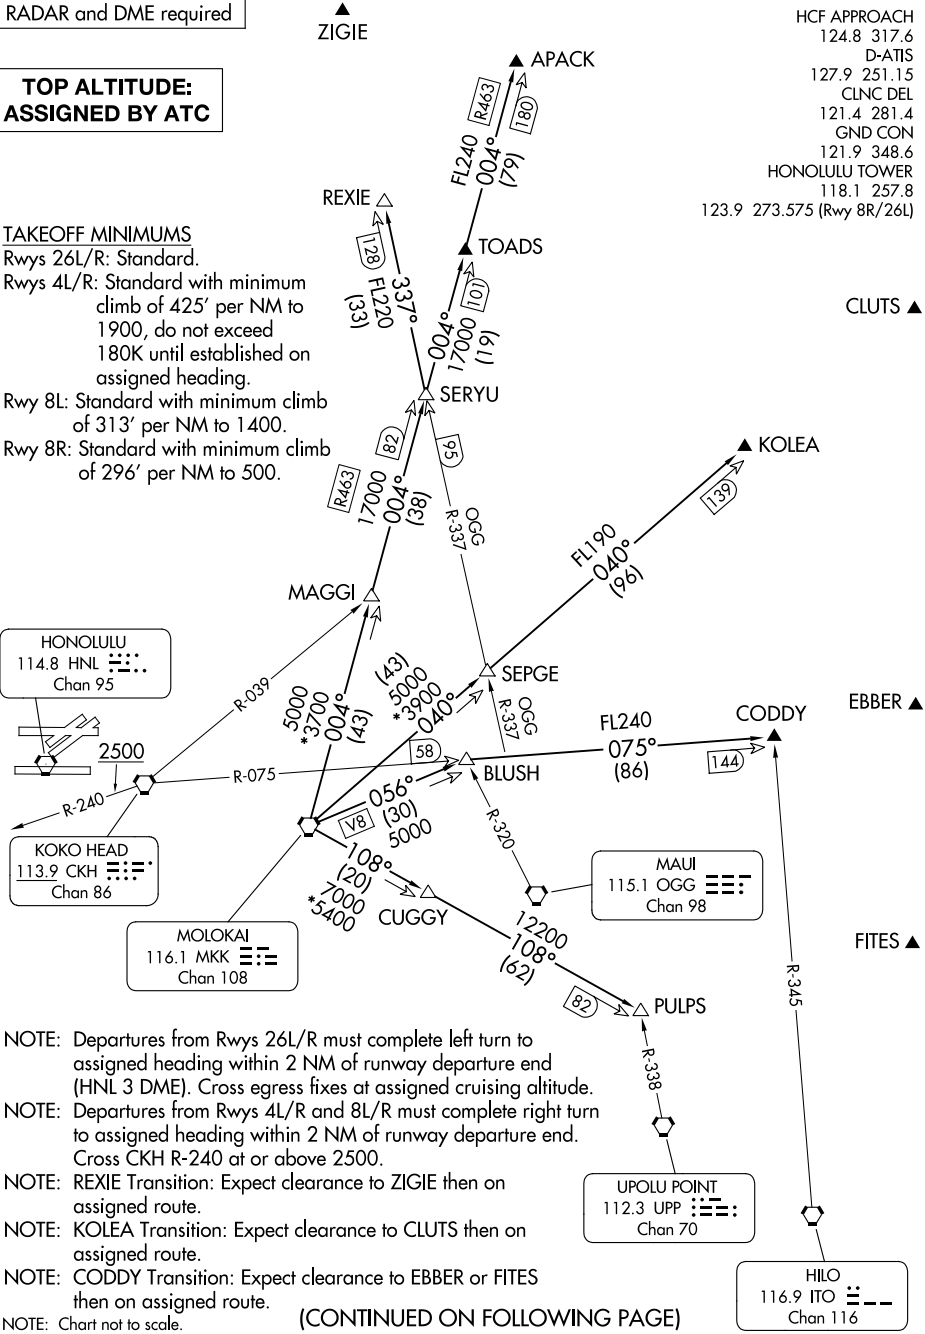 RADAR and DME required
ZIGIE
HCF APPROACH
124.8 317.6
D-ATIS
127.9 251.15
CLNC DEL
121.4 281.4
GND CON
121.9 348.6
HONOLULU TOWER
118.1 257.8
123.9 273.575 (Rwy 8R/26L)
TOP ALTITUDE:
ASSIGNED BY ATC
APACK
R463
180
FL240
004°
(79)
REXIE
TOADS
128
337°
FL220
(33)
101
004°
17000
(19)
TAKEOFF MINIMUMS
Rwys 26L/R: Standard.
Rwys 4L/R: Standard with minimum
climb of 425' per NM to
1900, do not exceed
180K until established on
assigned heading.
Rwy 8L: Standard with minimum climb
of 313' per NM to 1400.
Rwy 8R: Standard with minimum climb
of 296' per NM to 500.
CLUTS
SERYU
82
95
R463
17000
004°
(38)
OGG
R-337
KOLEA
139
FL190
040°
(96)
MAGGI
HONOLULU
114.8 HNL
Chan 95
R-039
5000
*3700
004°
(43)
(43)
5000
*3900
040°
SEPGE
OGG
R-337
EBBER
CODDY
FL240
075°
(86)
144
2500
R-240
R-075
58
BLUSH
V8
056°
(30)
5000
R-320
KOKO HEAD
113.9 CKH
Chan 86
108°
(20)
7000
*5400
CUGGY
MAUI
115.1 OGG
Chan 98
MOLOKAI
116.1 MKK
Chan 108
12200
108°
(62)
82
PULPS
FITES
R-345
R-338
NOTE: Departures from Rwys 26L/R must complete left turn to
assigned heading within 2 NM of runway departure end
(HNL 3 DME). Cross egress fixes at assigned cruising altitude.
NOTE: Departures from Rwys 4L/R and 8L/R must complete right turn
to assigned heading within 2 NM of runway departure end.
Cross CKH R-240 at or above 2500.
NOTE: REXIE Transition: Expect clearance to ZIGIE then on
assigned route.
NOTE: KOLEA Transition: Expect clearance to CLUTS then on
assigned route.
NOTE: CODDY Transition: Expect clearance to EBBER or FITES
then on assigned route.
NOTE: Chart not to scale.
UPOLU POINT
112.3 UPP
Chan 70
HILO
116.9 ITO
Chan 116
(CONTINUED ON FOLLOWING PAGE)